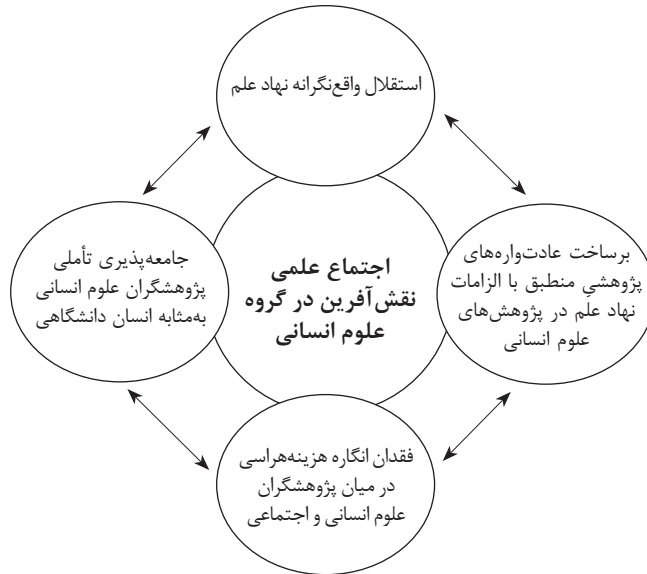 استقلال واقع‌نگرانه نهاد علم
برساخت عادت‌واره‌های
پژوهشیِ منطبق با الزامات
نهاد علم در پژوهش‌های
علوم انسانی
اجتماع علمی
نقش‌آفرین در گروه
علوم انسانی
جامعه‌پذیری تأملی
پژوهشگران علوم انسانی
به‌مثابه انسان دانشگاهی
فقدان انگاره هزینه‌هراسی
در میان پژوهشگران
علوم انسانی و اجتماعی